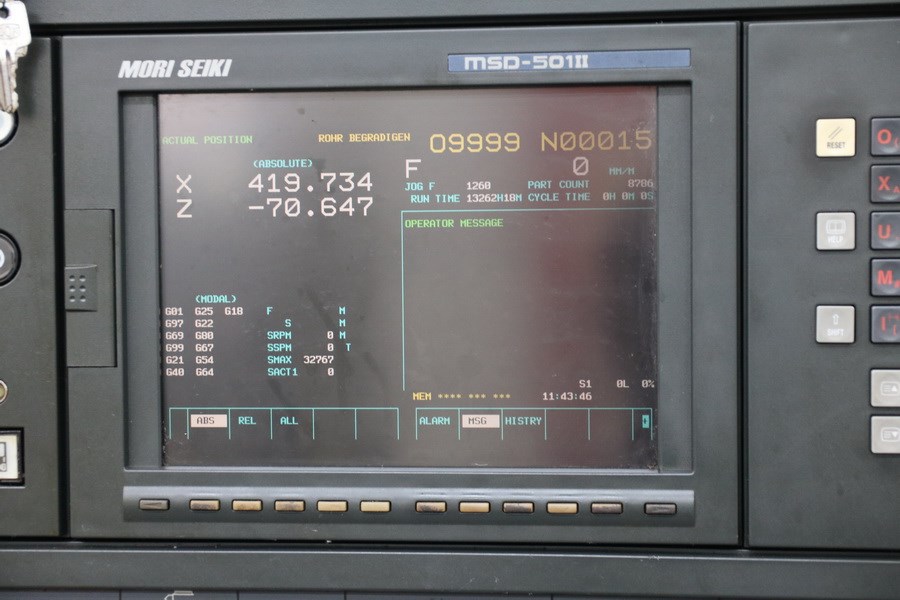 MORI SEIKI
MSD-501II
ACTUAL POSITION ROHR BEGRADIGEN O9999 N00015
(ABSOLUTE)
X 419.734
Z -70.647
F 0 MM/M
JOG F 1260 PART COUNT 8786
RUN TIME 13262H18M CYCLE TIME 0H 0M 0S
OPERATOR MESSAGE
(MODAL)
G01 G25 G18 F M
G97 G22 S M
G69 G80 SRPM 0 M
G99 G67 SSPM 0 T
G21 G54 SMAX 32767
G40 G64 SACT1 0
S1 0L 0%
MEM **** *** *** 11:43:46
ABS REL ALL
ALARM MSG HISTRY
RESET
HELP
SHIFT
O
X
U
M
I